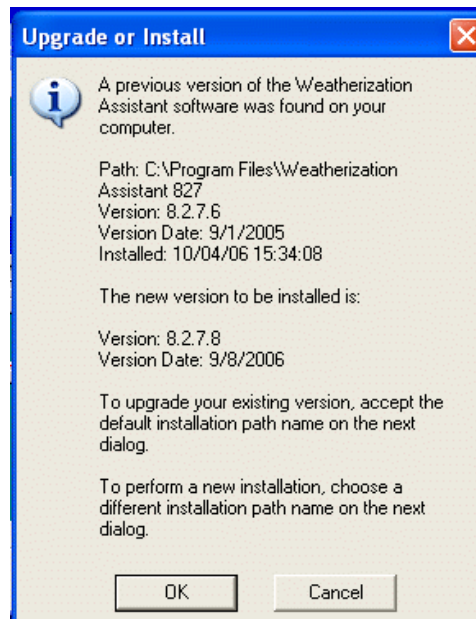 Upgrade or Install
A previous version of the Weatherization
Assistant software was found on your
computer.
Path: C:\Program Files\Weatherization
Assistant 827
Version: 8.2.7.6
Version Date: 9/1/2005
Installed: 10/04/06 15:34:08
The new version to be installed is:
Version: 8.2.7.8
Version Date: 9/8/2006
To upgrade your existing version, accept the
default installation path name on the next
dialog.
To perform a new installation, choose a
different installation path name on the next
dialog.
OK Cancel